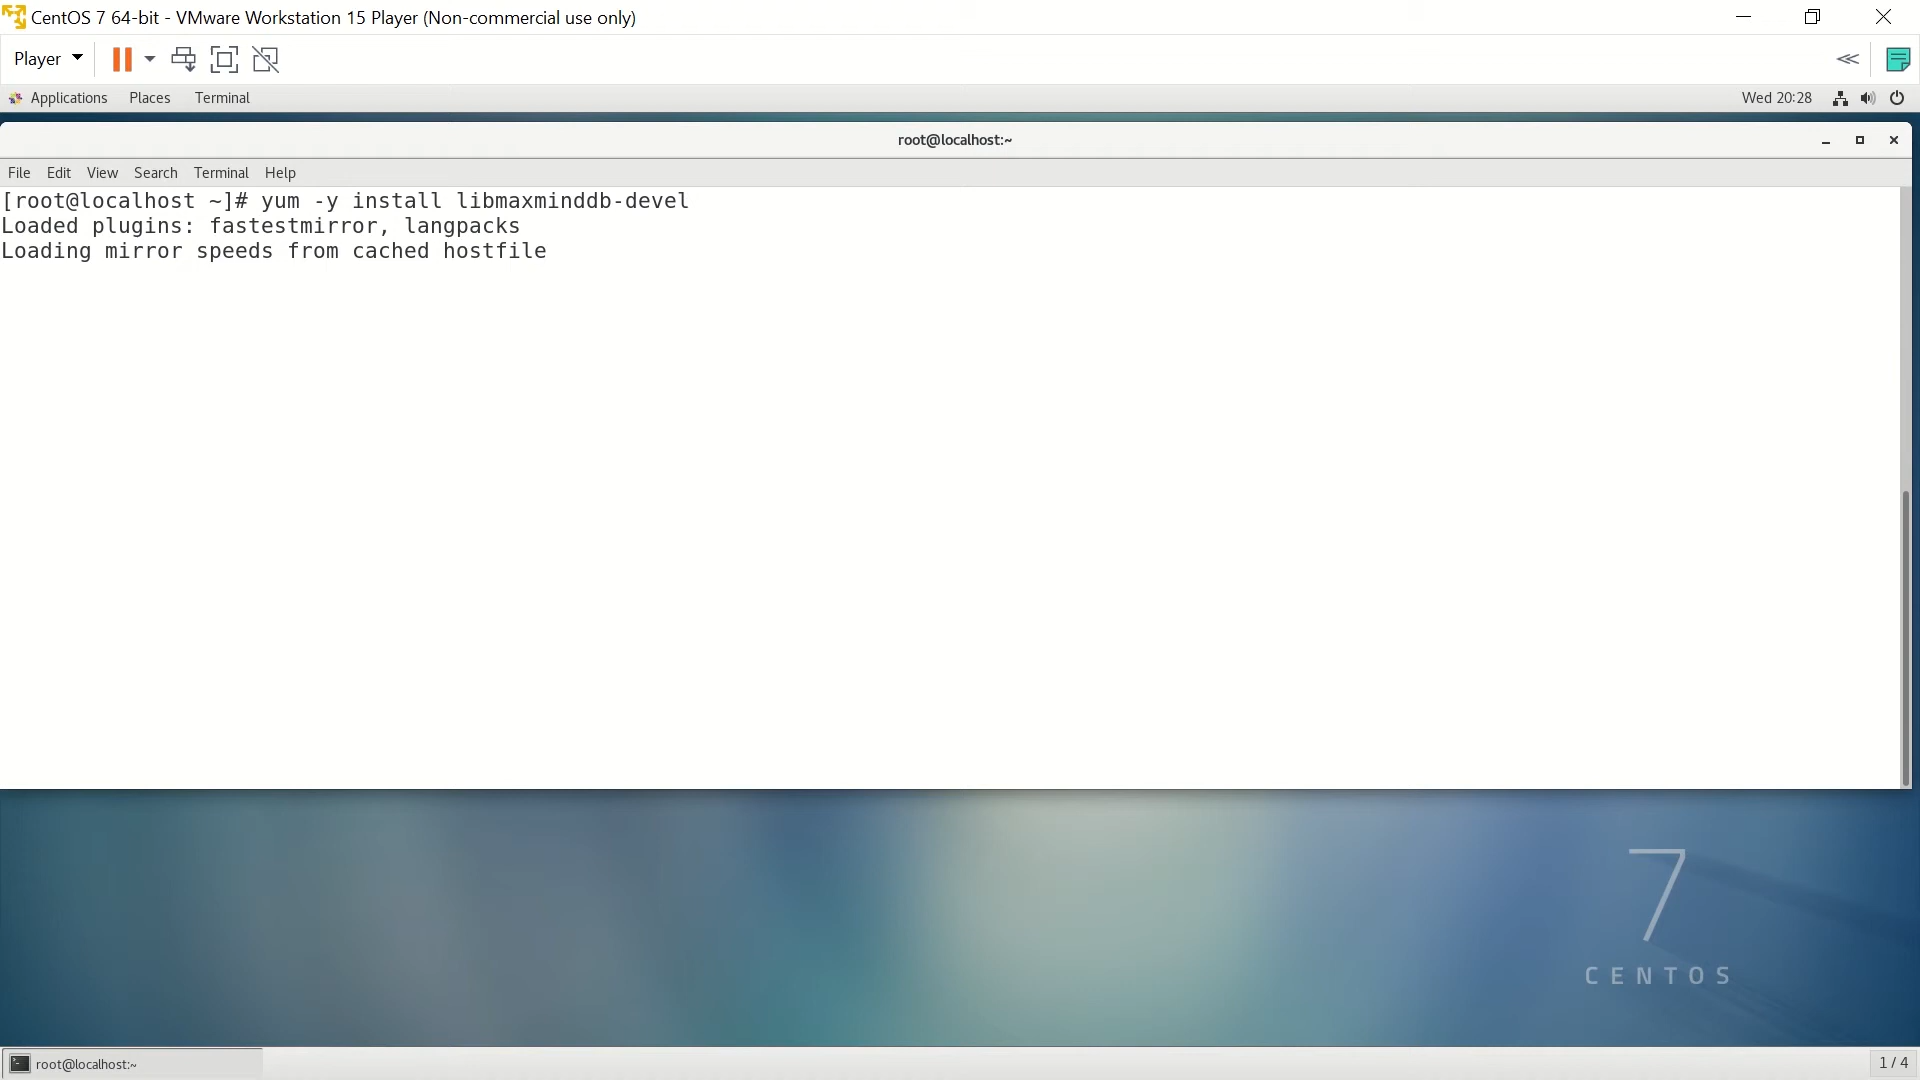 CentOS 7 64-bit - VMware Workstation 15 Player (Non-commercial use only)
Player
Applications Places Terminal Wed 20:28
root@localhost:~
File Edit View Search Terminal Help
[root@localhost ~]# yum -y install libmaxminddb-devel
Loaded plugins: fastestmirror, langpacks
Loading mirror speeds from cached hostfile
7
CENTOS
root@localhost:~ 1 / 4